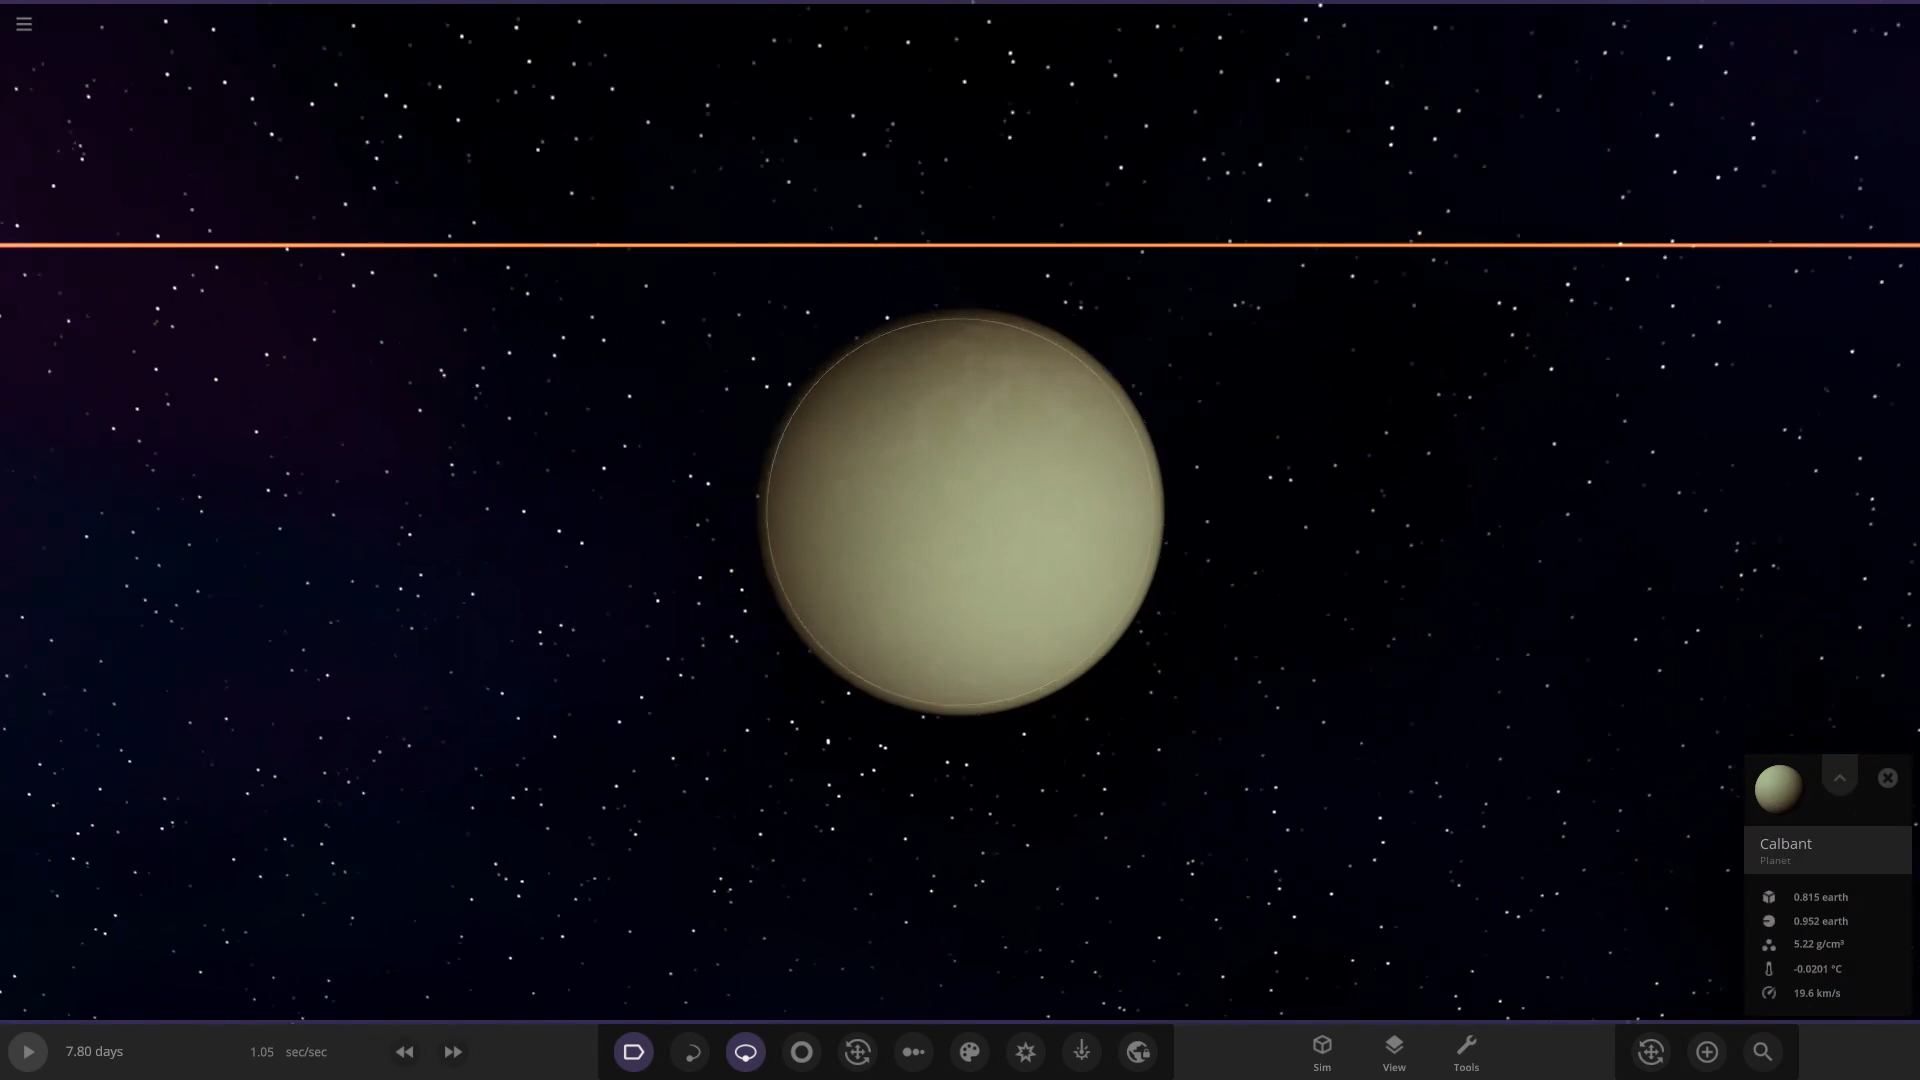 Calbant
Planet
0.815 earth
0.952 earth
5.22 g/cm³
-0.0201 °C
19.6 km/s
7.80 days
1.05 sec/sec
Sim
View
Tools